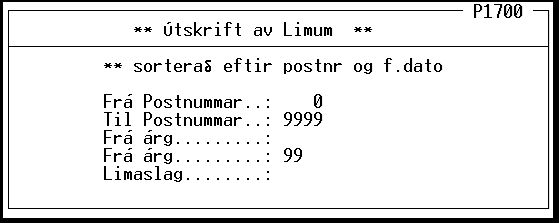 P1700
** Útskrift av Limum **
** sorterað eftir postnr og f.dato
Frá Postnummar..: 0
Til Postnummar..: 9999
Frá árg.........:
Frá árg.........: 99
Limaslag........: